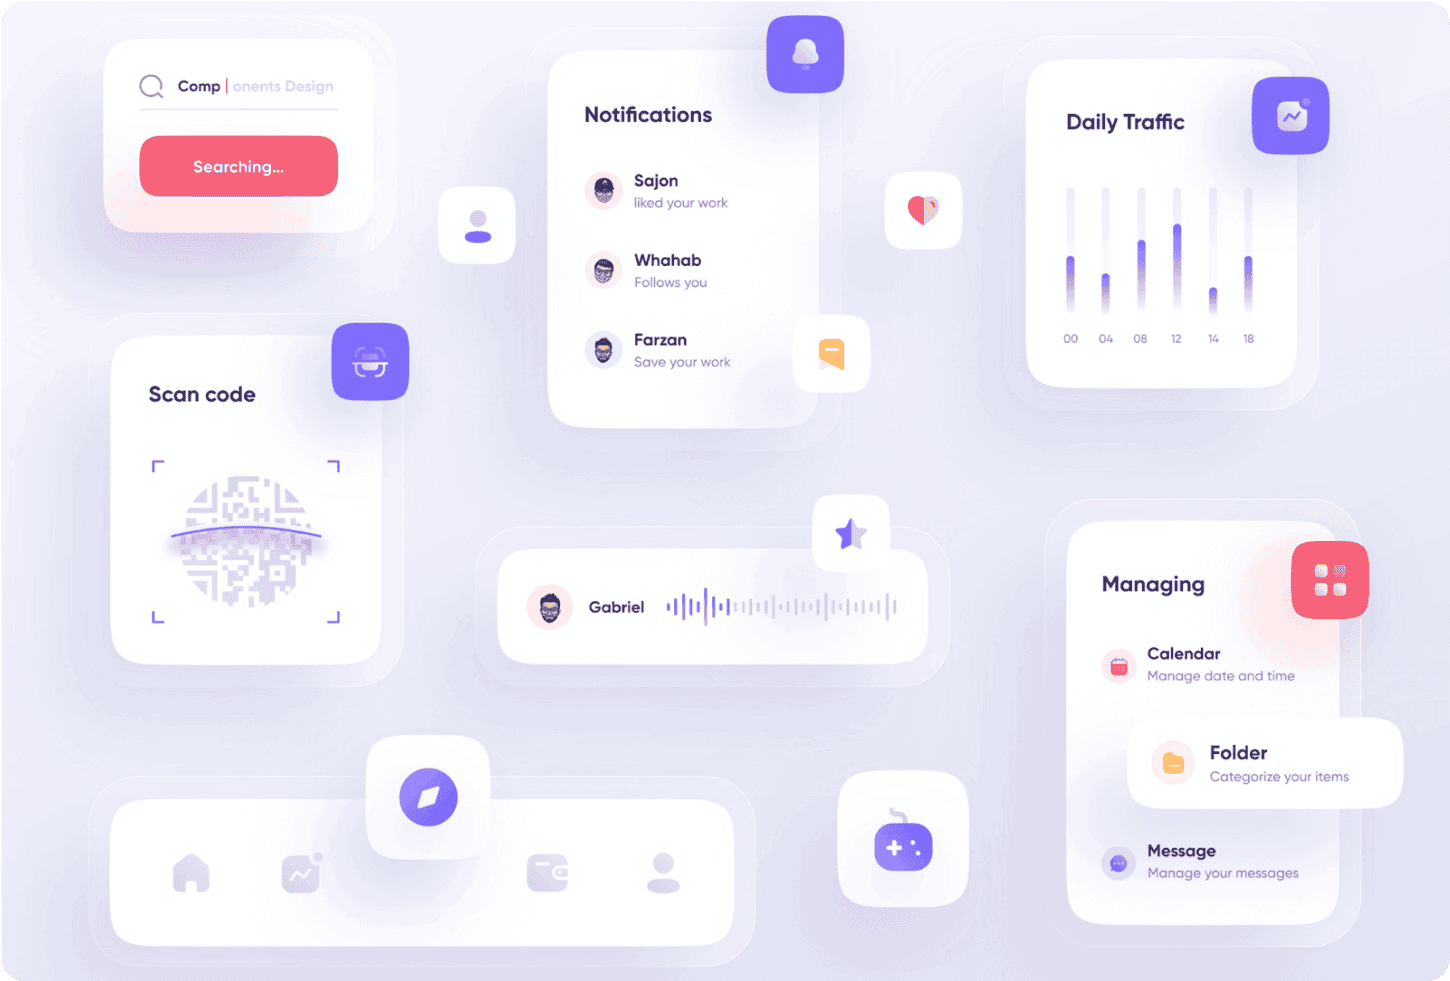 Comp|onents Design
Searching...
Notifications
Sajon
liked your work
Whahab
Follows you
Farzan
Save your work
Daily Traffic
00 04 08 12 14 18
Scan code
Gabriel
Managing
Calendar
Manage date and time
Folder
Categorize your items
Message
Manage your messages